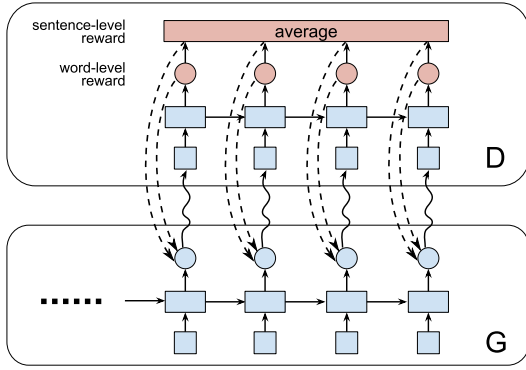 sentence-level
reward
average
word-level
reward
D
......
G